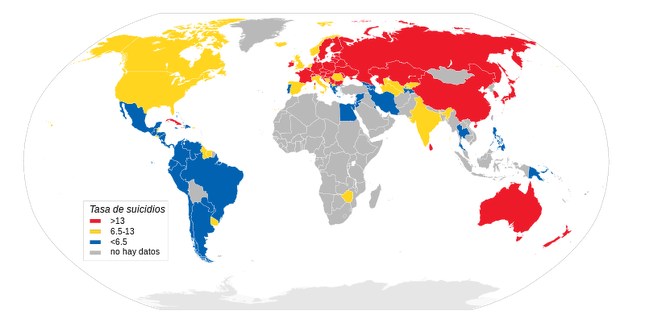 Tasa de suicidios
>13
6.5-13
<6.5
no hay datos